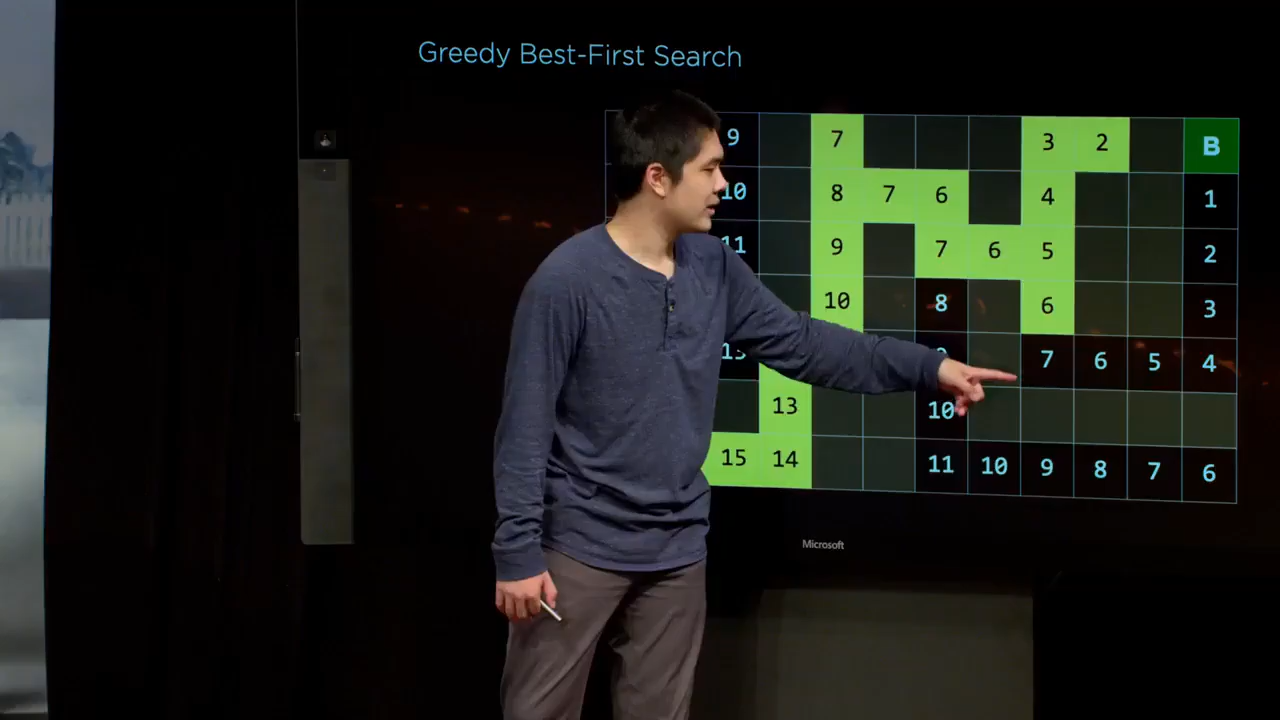 Greedy Best-First Search
9 7 3 2 B
10 8 7 6 4 1
11 9 7 6 5 2
10 8 6 3
7 6 5 4
13 10
15 14 11 10 9 8 7 6
Microsoft